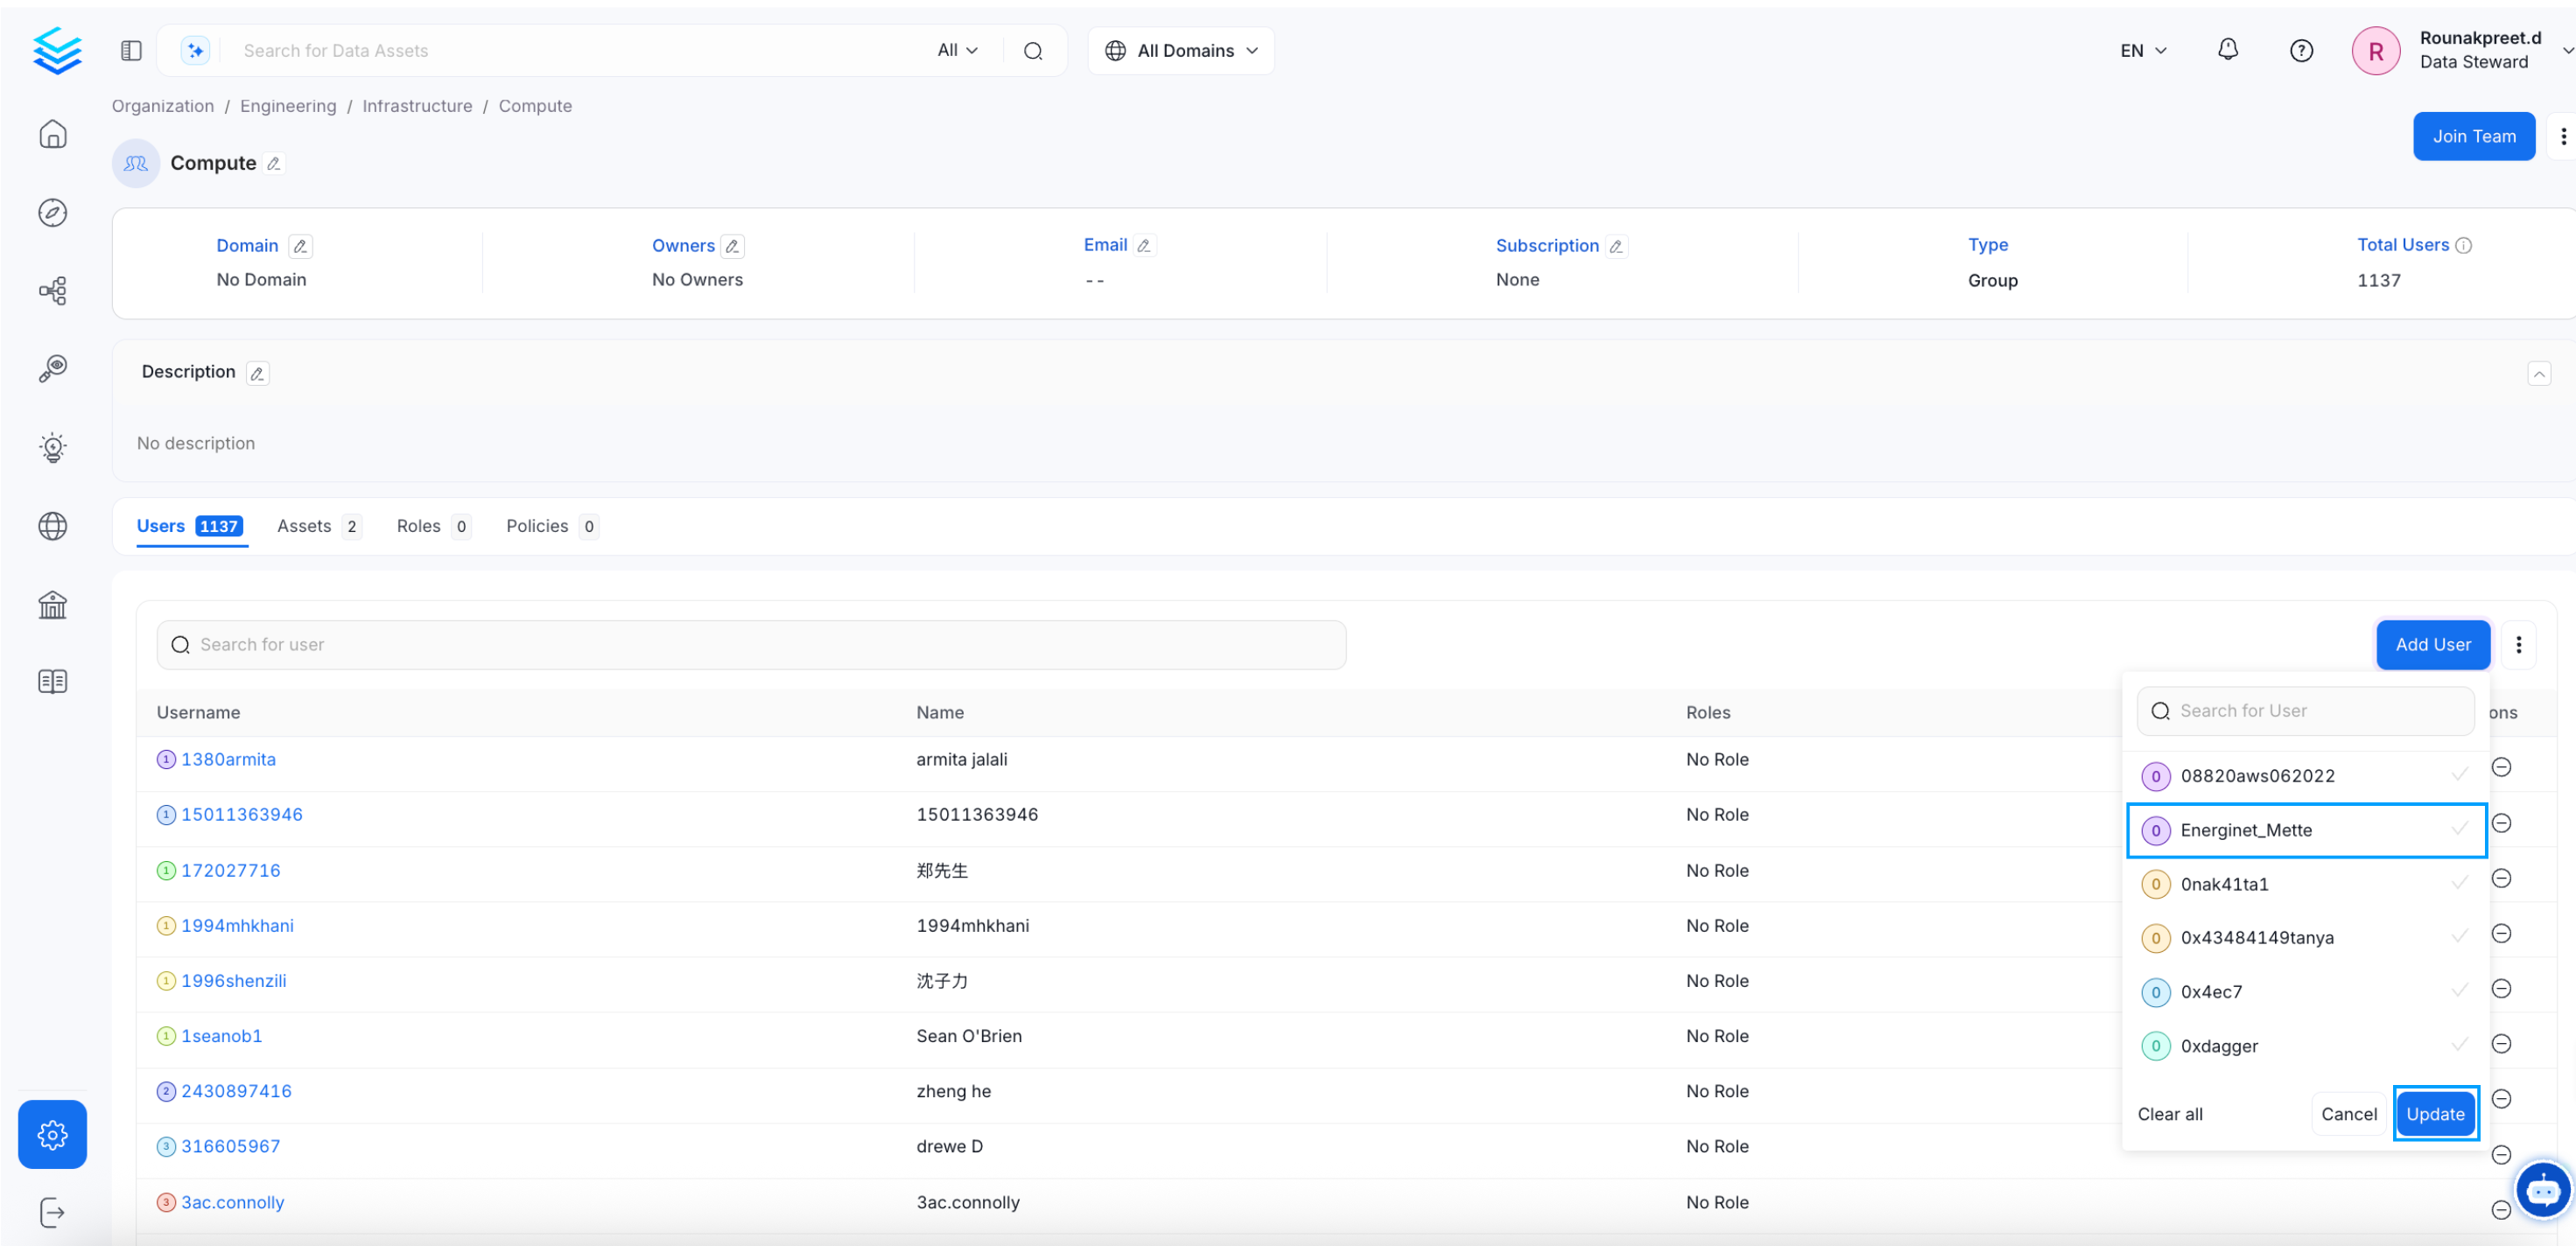 Search for Data Assets All All Domains EN R Rounakpreet.d
Data Steward
Organization / Engineering / Infrastructure / Compute
Join Team
Compute
Domain Owners Email Subscription Type Total Users
No Domain No Owners -- None Group 1137
Description
No description
Users 1137 Assets 2 Roles 0 Policies 0
Search for user Add User
Username Name Roles ons
Search for User
1 1380armita armita jalali No Role
0 08820aws062022
1 15011363946 15011363946 No Role
0 Energinet_Mette
1 172027716 郑先生 No Role
0 0nak41ta1
1 1994mhkhani 1994mhkhani No Role
0 0x43484149tanya
1 1996shenzili 沈子力 No Role
0 0x4ec7
1 1seanob1 Sean O'Brien No Role
0 0xdagger
2 2430897416 zheng he No Role
Clear all Cancel Update
3 316605967 drewe D No Role
3 3ac.connolly 3ac.connolly No Role